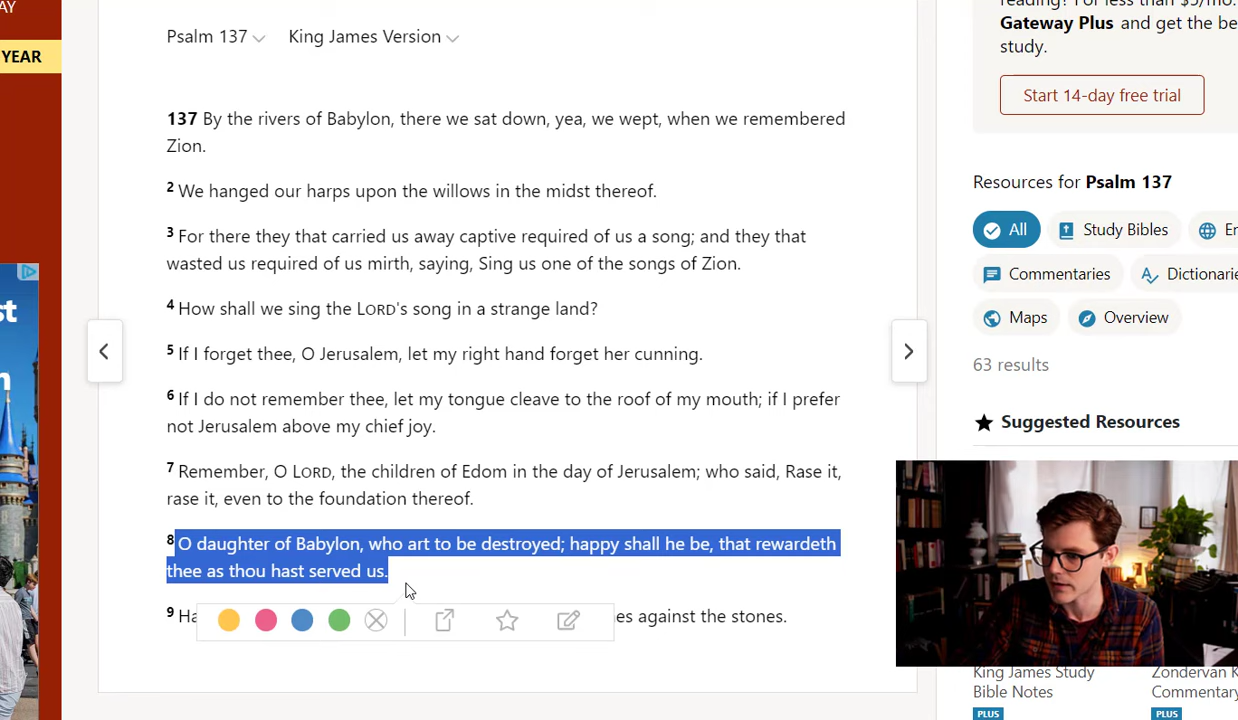 AY
YEAR
Psalm 137
King James Version
137 By the rivers of Babylon, there we sat down, yea, we wept, when we remembered
Zion.
2 We hanged our harps upon the willows in the midst thereof.
3 For there they that carried us away captive required of us a song; and they that
wasted us required of us mirth, saying, Sing us one of the songs of Zion.
4 How shall we sing the LORD's song in a strange land?
5 If I forget thee, O Jerusalem, let my right hand forget her cunning.
6 If I do not remember thee, let my tongue cleave to the roof of my mouth; if I prefer
not Jerusalem above my chief joy.
7 Remember, O LORD, the children of Edom in the day of Jerusalem; who said, Rase it,
rase it, even to the foundation thereof.
8 O daughter of Babylon, who art to be destroyed; happy shall he be, that rewardeth
thee as thou hast served us.
9 Ha es against the stones.
st
n
reading? For less than $5/mo.
Gateway Plus and get the be
study.
Start 14-day free trial
Resources for Psalm 137
All
Study Bibles
En
Commentaries
Dictionarie
Maps
Overview
63 results
Suggested Resources
King James Study
Bible Notes
PLUS
Zondervan K
Commentary
PLUS